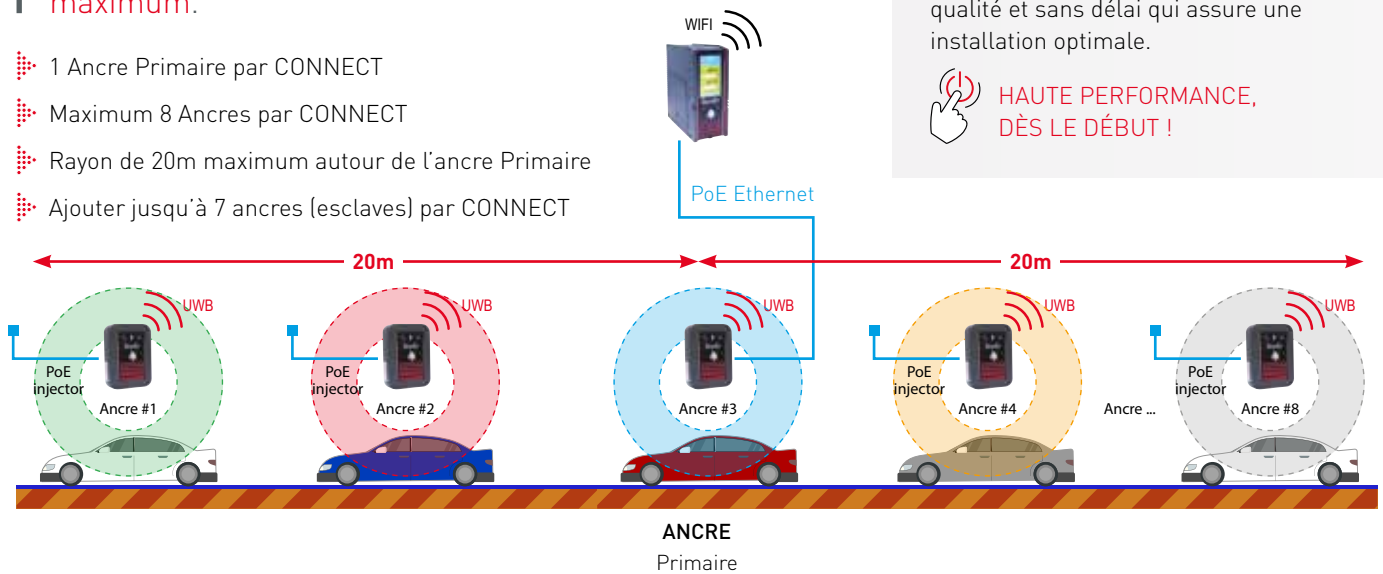 maximum.
1 Ancre Primaire par CONNECT
Maximum 8 Ancres par CONNECT
Rayon de 20m maximum autour de l'ancre Primaire
Ajouter jusqu'à 7 ancres (esclaves) par CONNECT
WIFI
PoE Ethernet
qualité et sans délai qui assure une
installation optimale.
HAUTE PERFORMANCE,
DÈS LE DÉBUT !
20m
20m
UWB
PoE
injector
Ancre #1
UWB
PoE
injector
Ancre #2
UWB
Ancre #3
UWB
PoE
injector
Ancre #4
Ancre ...
UWB
PoE
injector
Ancre #8
ANCRE
Primaire